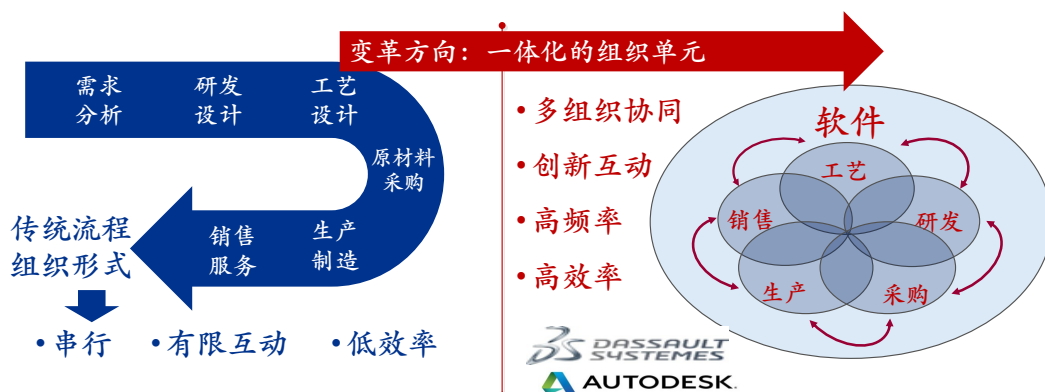 变革方向：一体化的组织单元
需求
分析
研发
设计
工艺
设计
原材料
采购
生产
制造
销售
服务
传统流程
组织形式
•串行
•有限互动
•低效率
•多组织协同
•创新互动
•高频率
•高效率
软件
工艺
销售
研发
生产
采购
DASSAULT
SYSTEMES
AUTODESK.